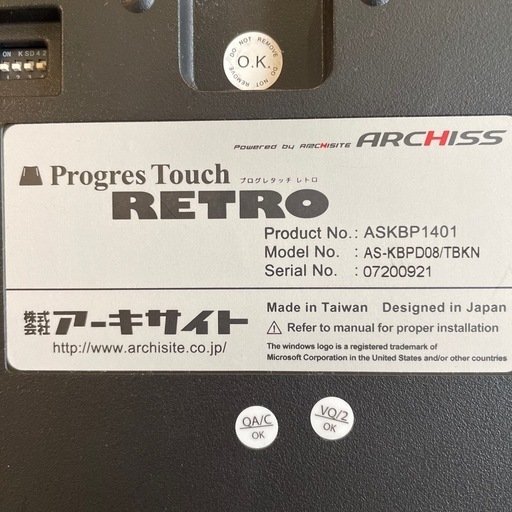 ON KSD 4 2
DO NOT REMOVE DO NOT REMOVE
O.K.
Powered by ARCHISITE ARCHISS
Progres Touch
プログレタッチ レトロ
RETRO
Product No.: ASKBP1401
Model No.: AS-KBPD08/TBKN
Serial No.: 07200921
株式会社 アーキサイト
http://www.archisite.co.jp/
Made in Taiwan Designed in Japan
Refer to manual for proper installation
The windows logo is a registered trademark of
Microsoft Corporation in the United States and/or other countries
QA/C
OK
VQ/2
OK